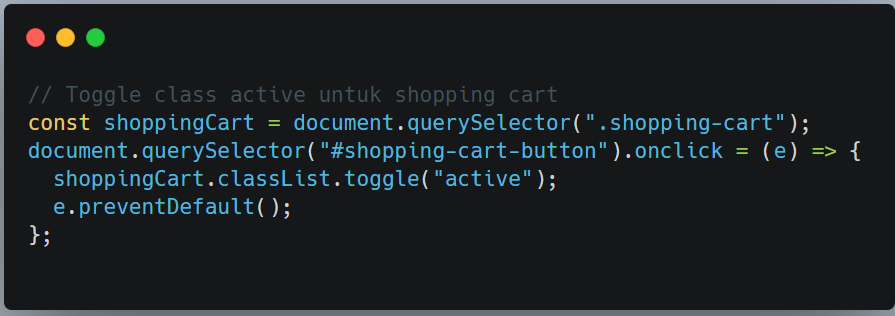 // Toggle class active untuk shopping cart
const shoppingCart = document.querySelector(".shopping-cart");
document.querySelector("#shopping-cart-button").onclick = (e) => {
  shoppingCart.classList.toggle("active");
  e.preventDefault();
};